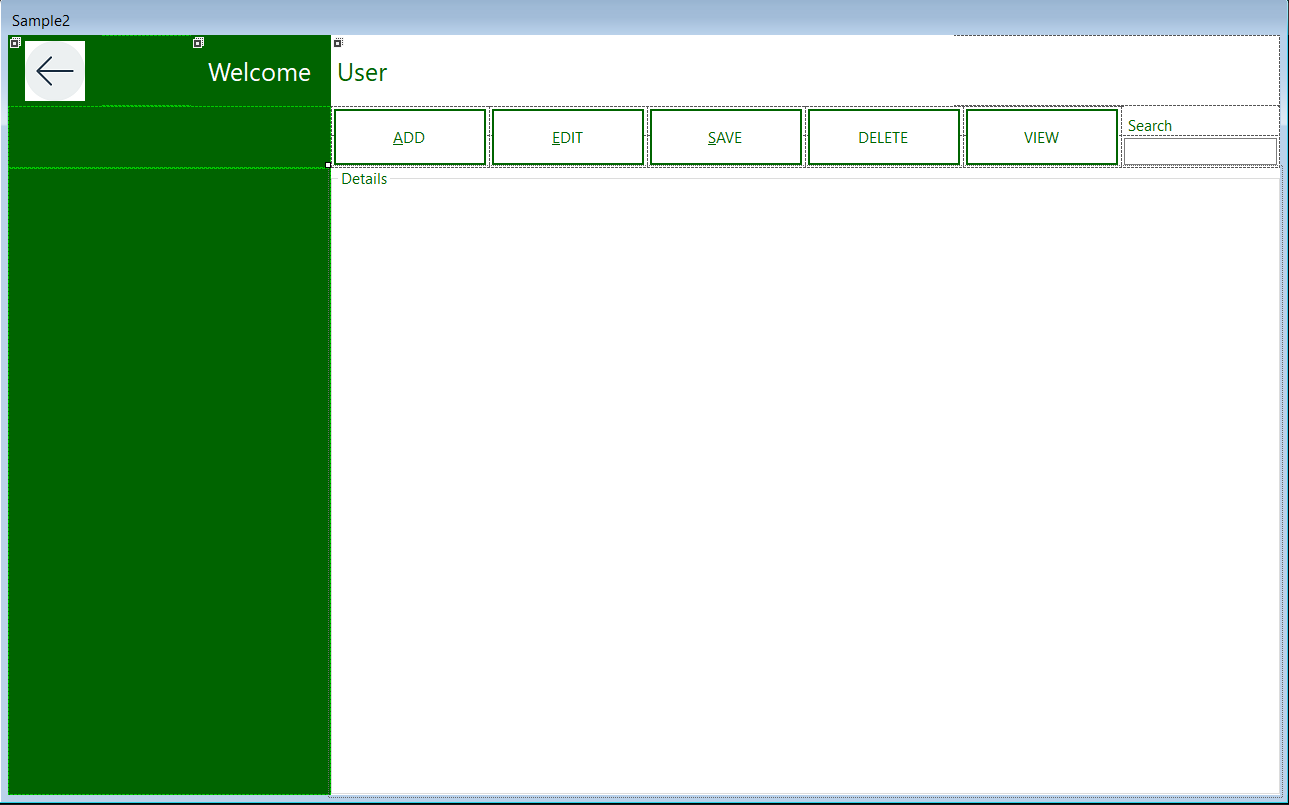 Sample2
Welcome User
ADD EDIT SAVE DELETE VIEW Search
Details